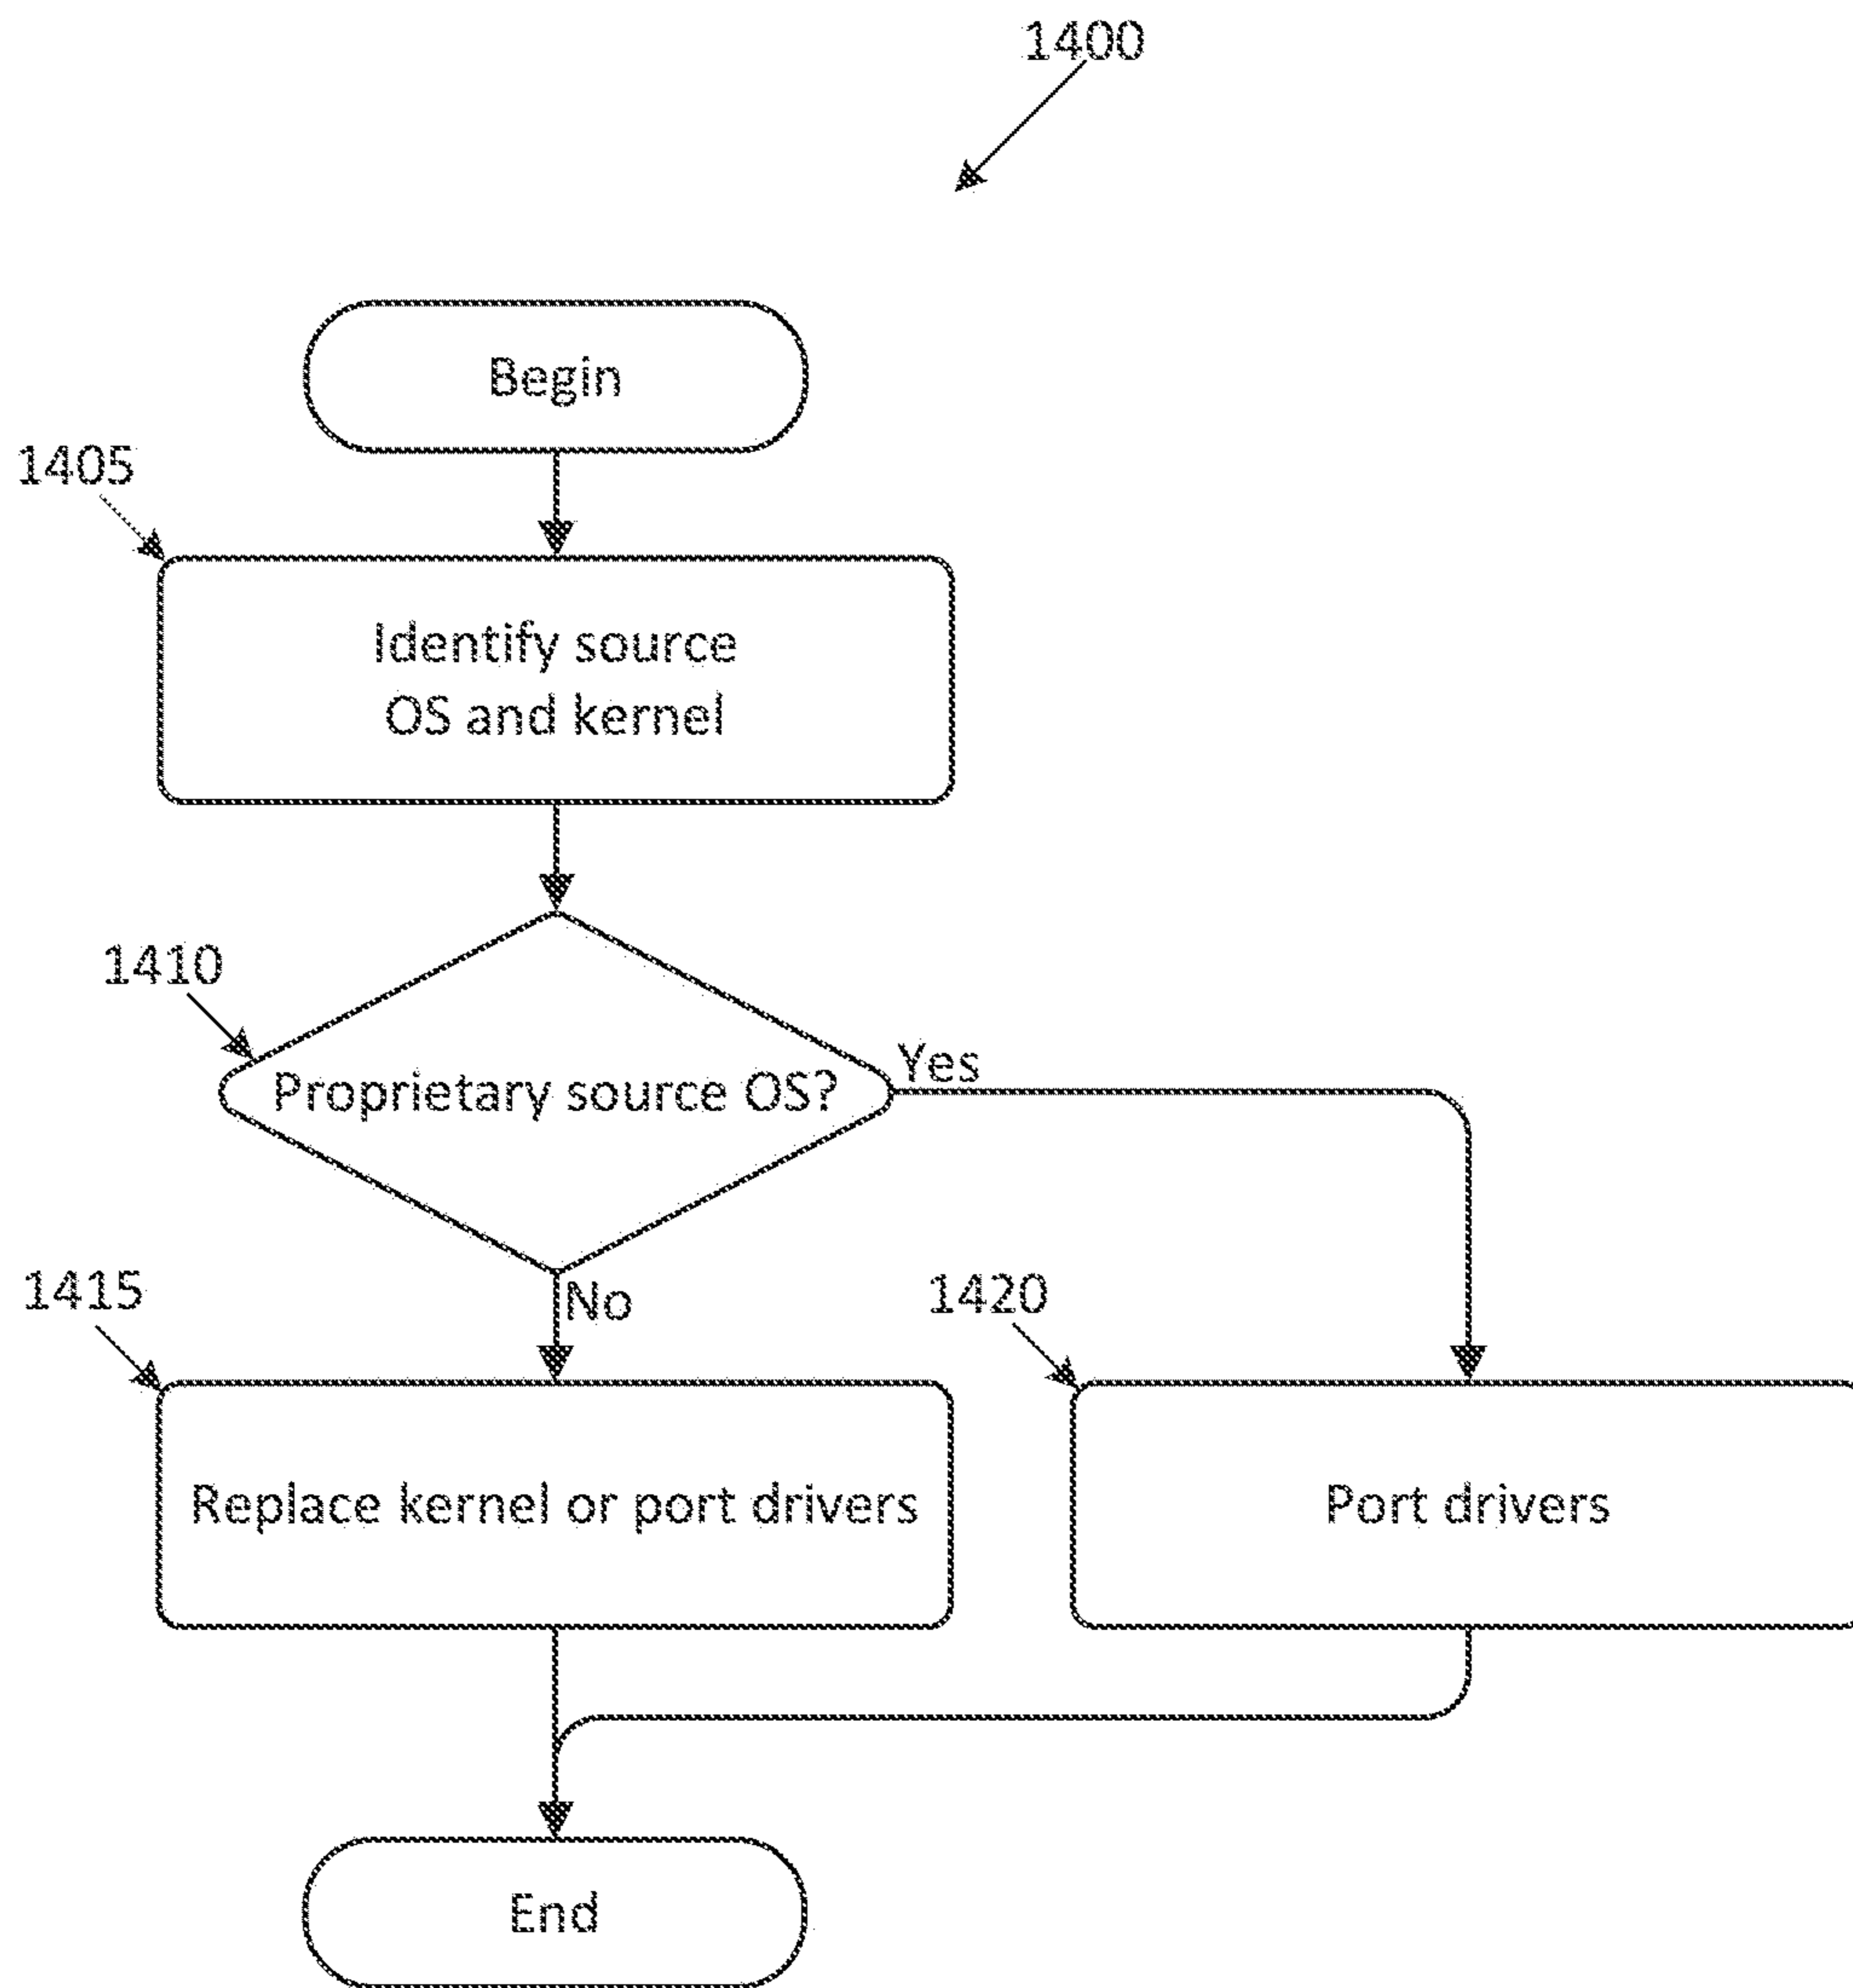 1400
Begin
1405
Identify source
OS and kernel
1410
Proprietary source OS?
Yes
No
1415
1420
Replace kernel or port drivers
Port drivers
End